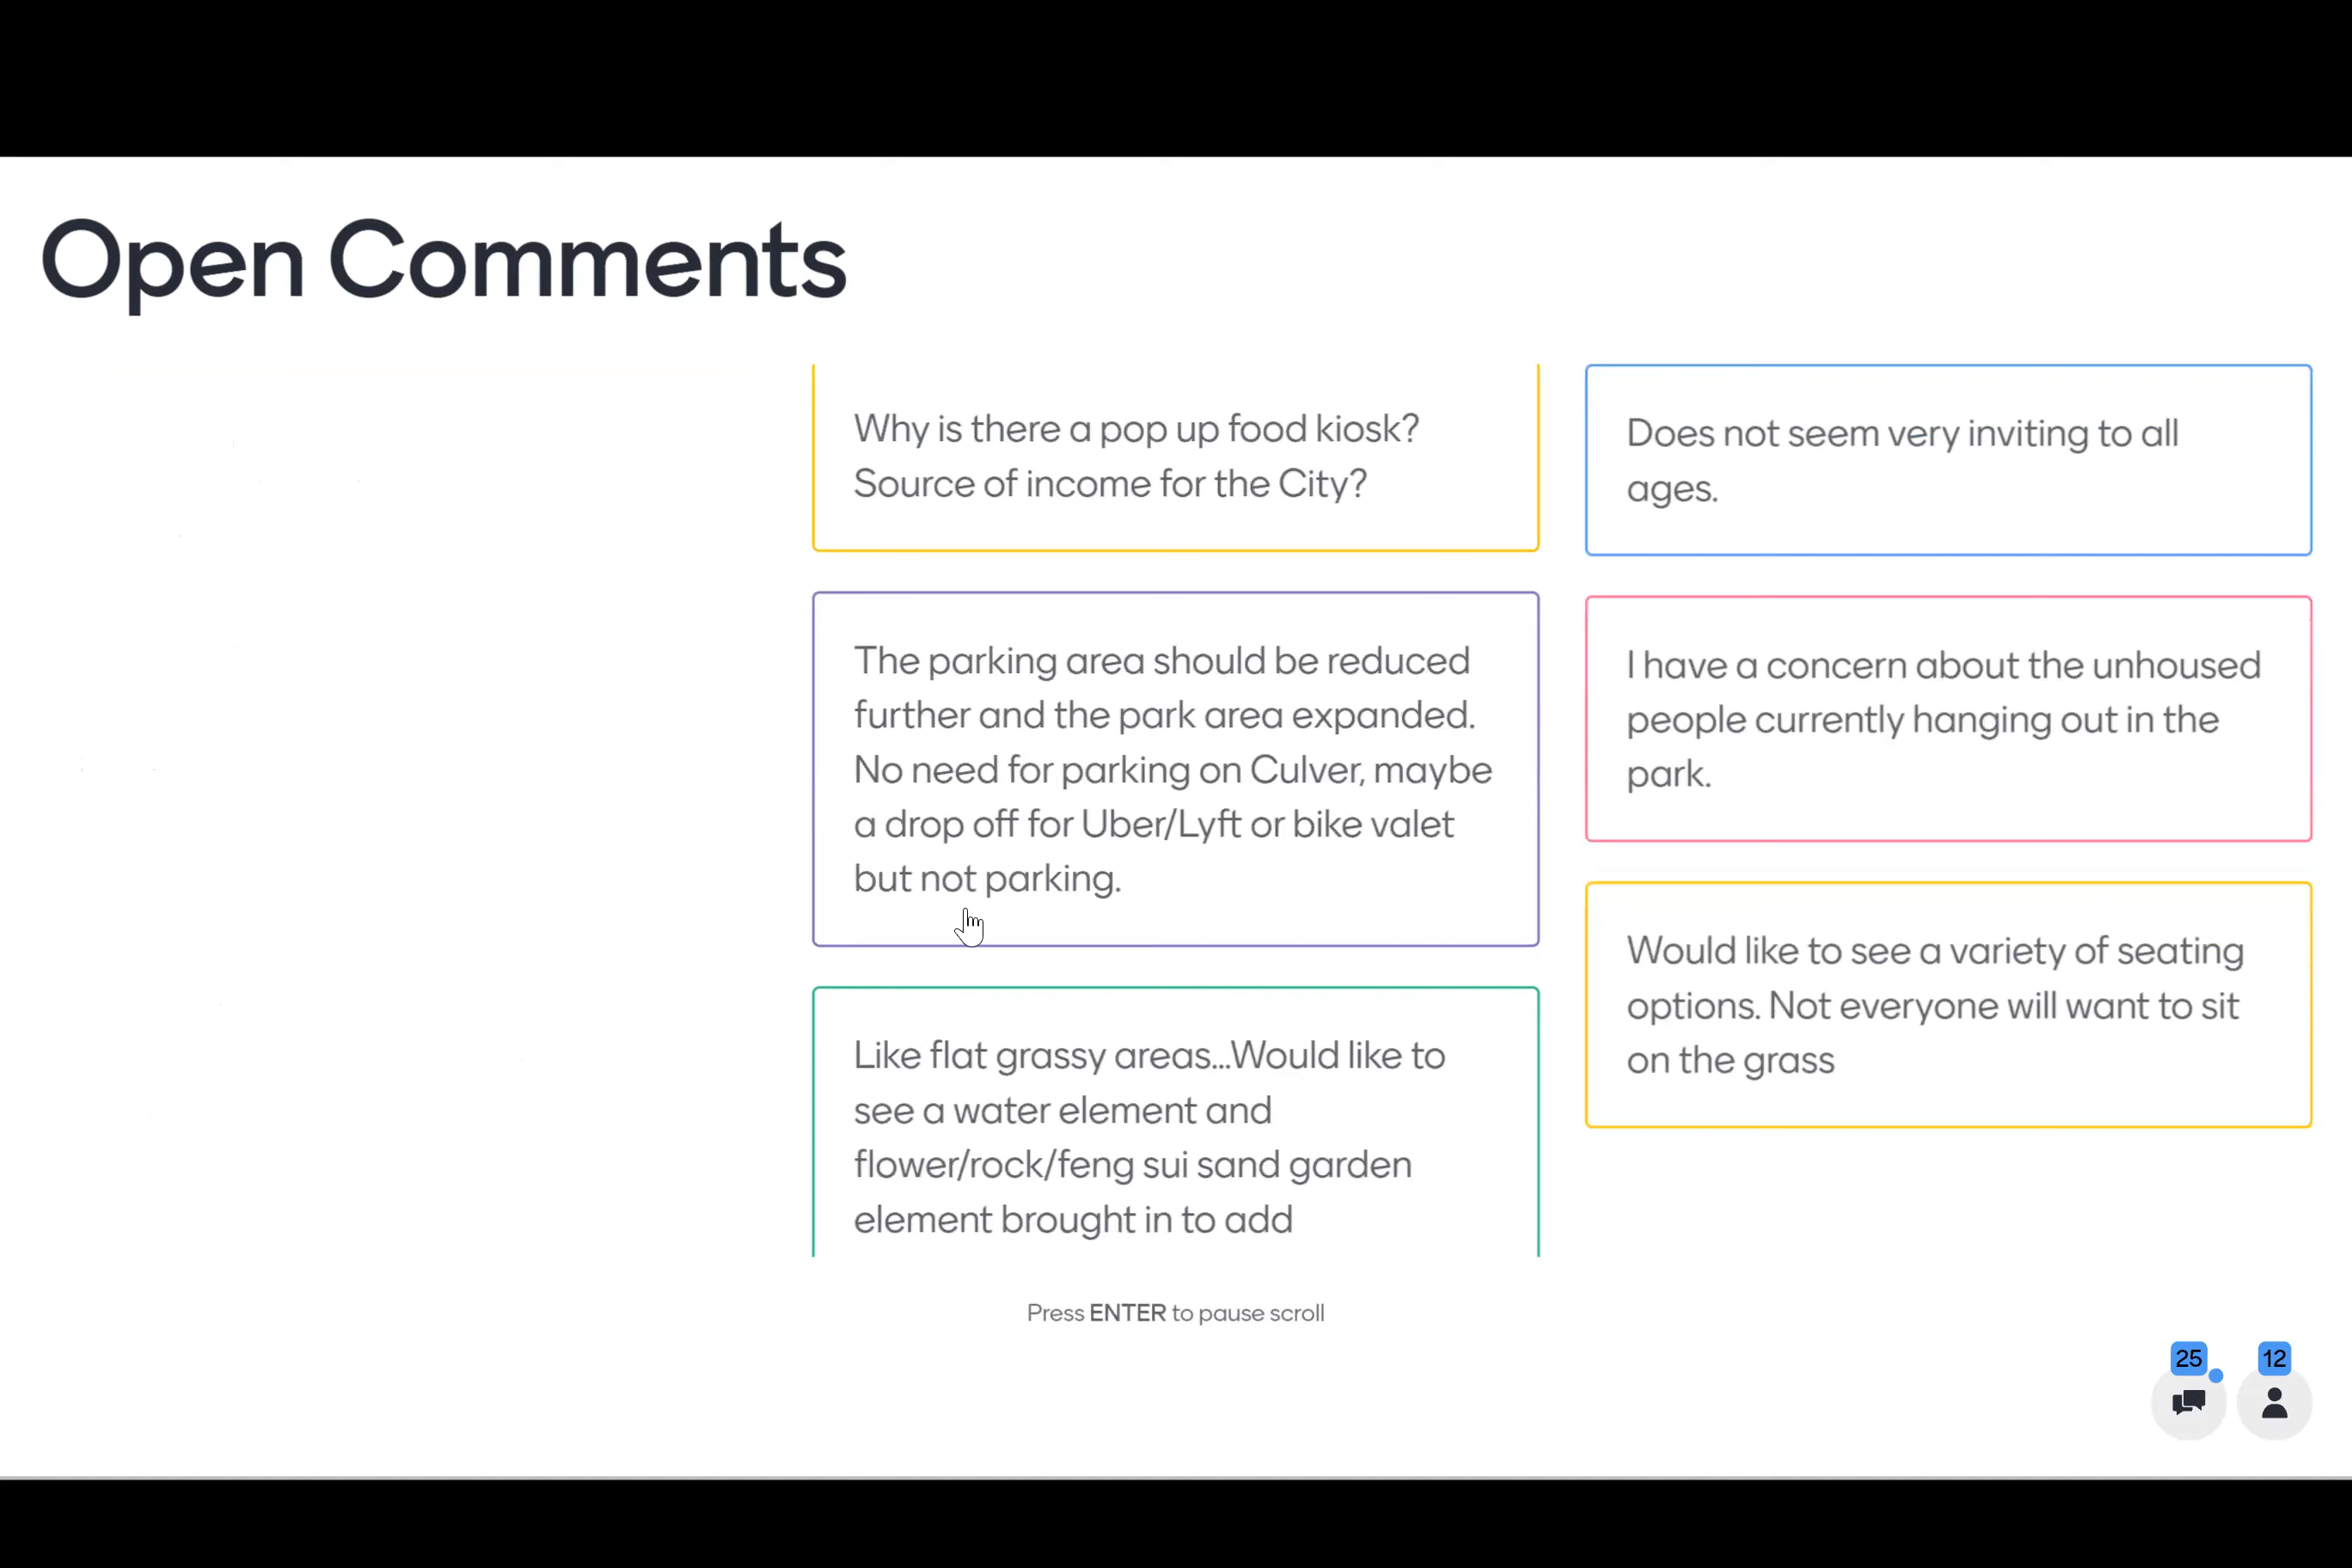 Open Comments
Why is there a pop up food kiosk?
Source of income for the City?
The parking area should be reduced
further and the park area expanded.
No need for parking on Culver, maybe
a drop off for Uber/Lyft or bike valet
but not parking.
Like flat grassy areas...Would like to
see a water element and
flower/rock/feng sui sand garden
element brought in to add
Does not seem very inviting to all
ages.
I have a concern about the unhoused
people currently hanging out in the
park.
Would like to see a variety of seating
options. Not everyone will want to sit
on the grass
Press ENTER to pause scroll
25 12